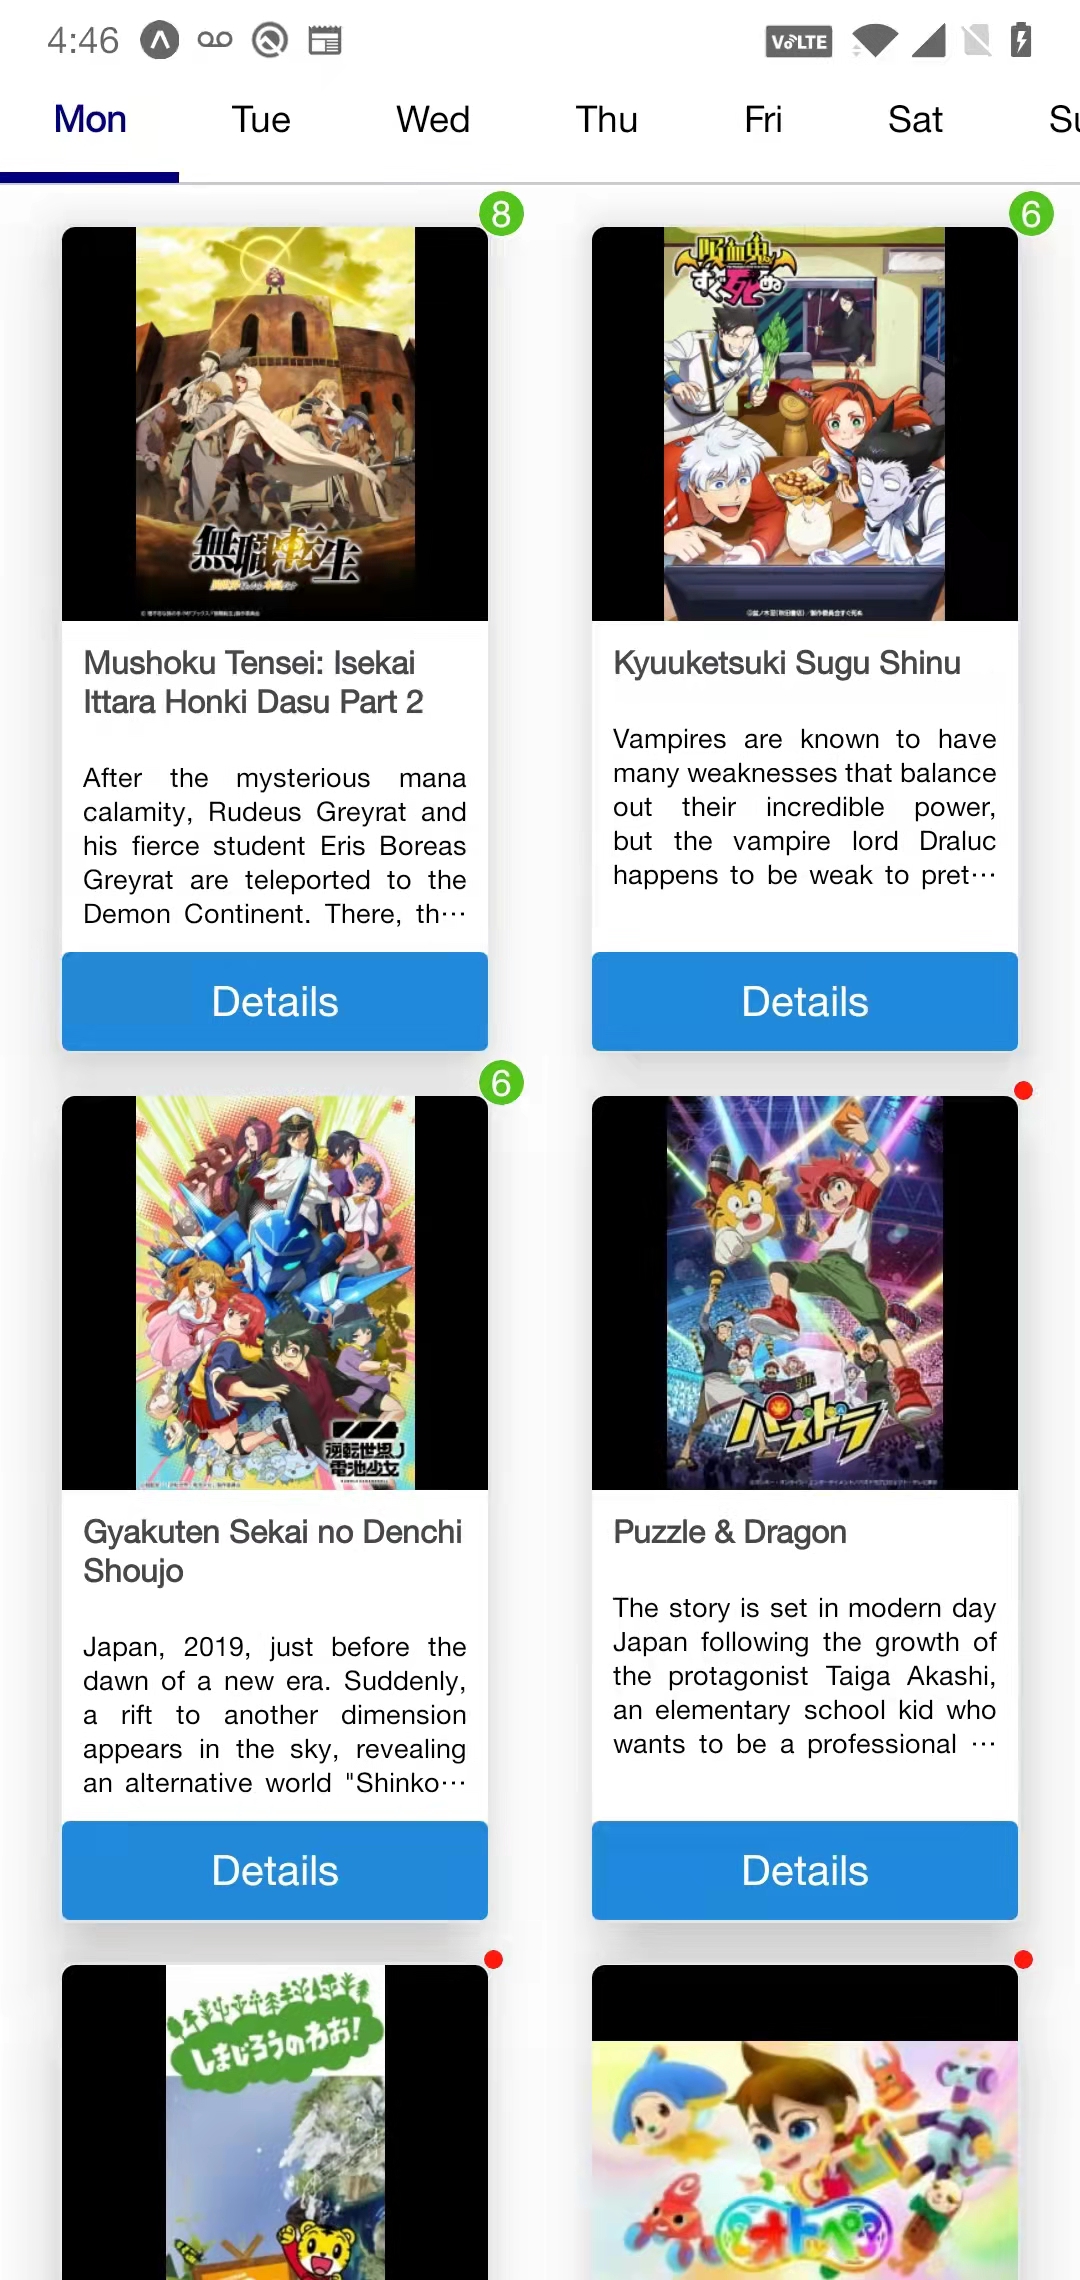 4:46
VoLTE
Mon Tue Wed Thu Fri Sat Su
8
6
吸血鬼
すぐ死ぬ
無職転生
Mushoku Tensei: Isekai
Ittara Honki Dasu Part 2
After the mysterious mana
calamity, Rudeus Greyrat and
his fierce student Eris Boreas
Greyrat are teleported to the
Demon Continent. There, th…
Details
Kyuuketsuki Sugu Shinu
Vampires are known to have
many weaknesses that balance
out their incredible power,
but the vampire lord Draluc
happens to be weak to pret…
Details
6
逆転世界ノ
電池少女
パズドラ
Gyakuten Sekai no Denchi
Shoujo
Japan, 2019, just before the
dawn of a new era. Suddenly,
a rift to another dimension
appears in the sky, revealing
an alternative world "Shinko…
Details
Puzzle & Dragon
The story is set in modern day
Japan following the growth of
the protagonist Taiga Akashi,
an elementary school kid who
wants to be a professional …
Details
しまじろうのわお!
オトッペ